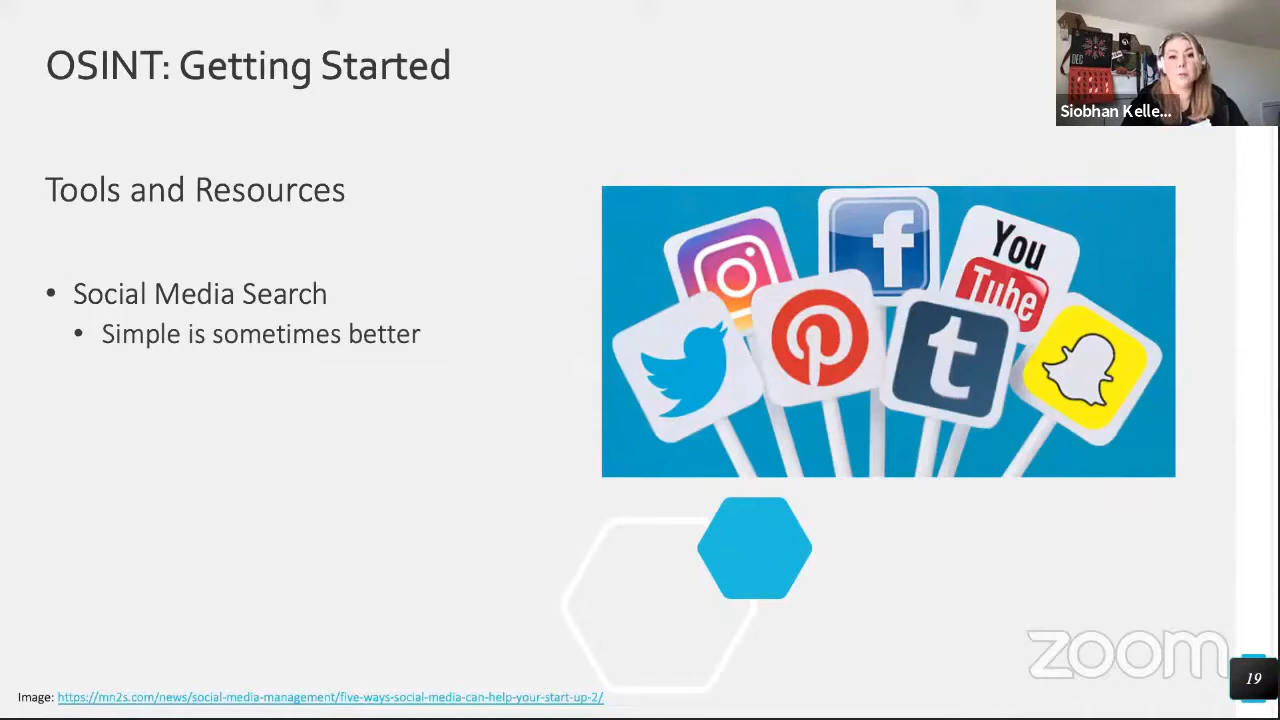 OSINT: Getting Started
Siobhan Kelle...
Tools and Resources
• Social Media Search
• Simple is sometimes better
You
Tube
zoom
19
Image: https://mn2s.com/news/social-media-management/five-ways-social-media-can-help-your-start-up-2/